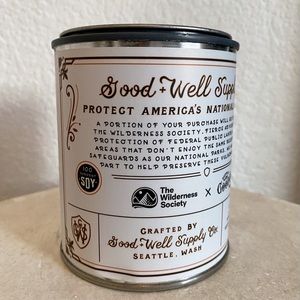 Good & Well Supply
PROTECT AMERICA'S NATIONAL
A PORTION OF YOUR PURCHASE WILL
THE WILDERNESS SOCIETY, FIERCE
PROTECTION OF FEDERAL PUBLIC
AREAS THAT DON'T ENJOY THE SAME
SAFEGUARDS AS OUR NATIONAL
PART TO HELP PRESERVE THESE
100
SOY
The
Wilderness
Society
X
CRAFTED BY
Good & Well Supply Co.
SEATTLE, WASH